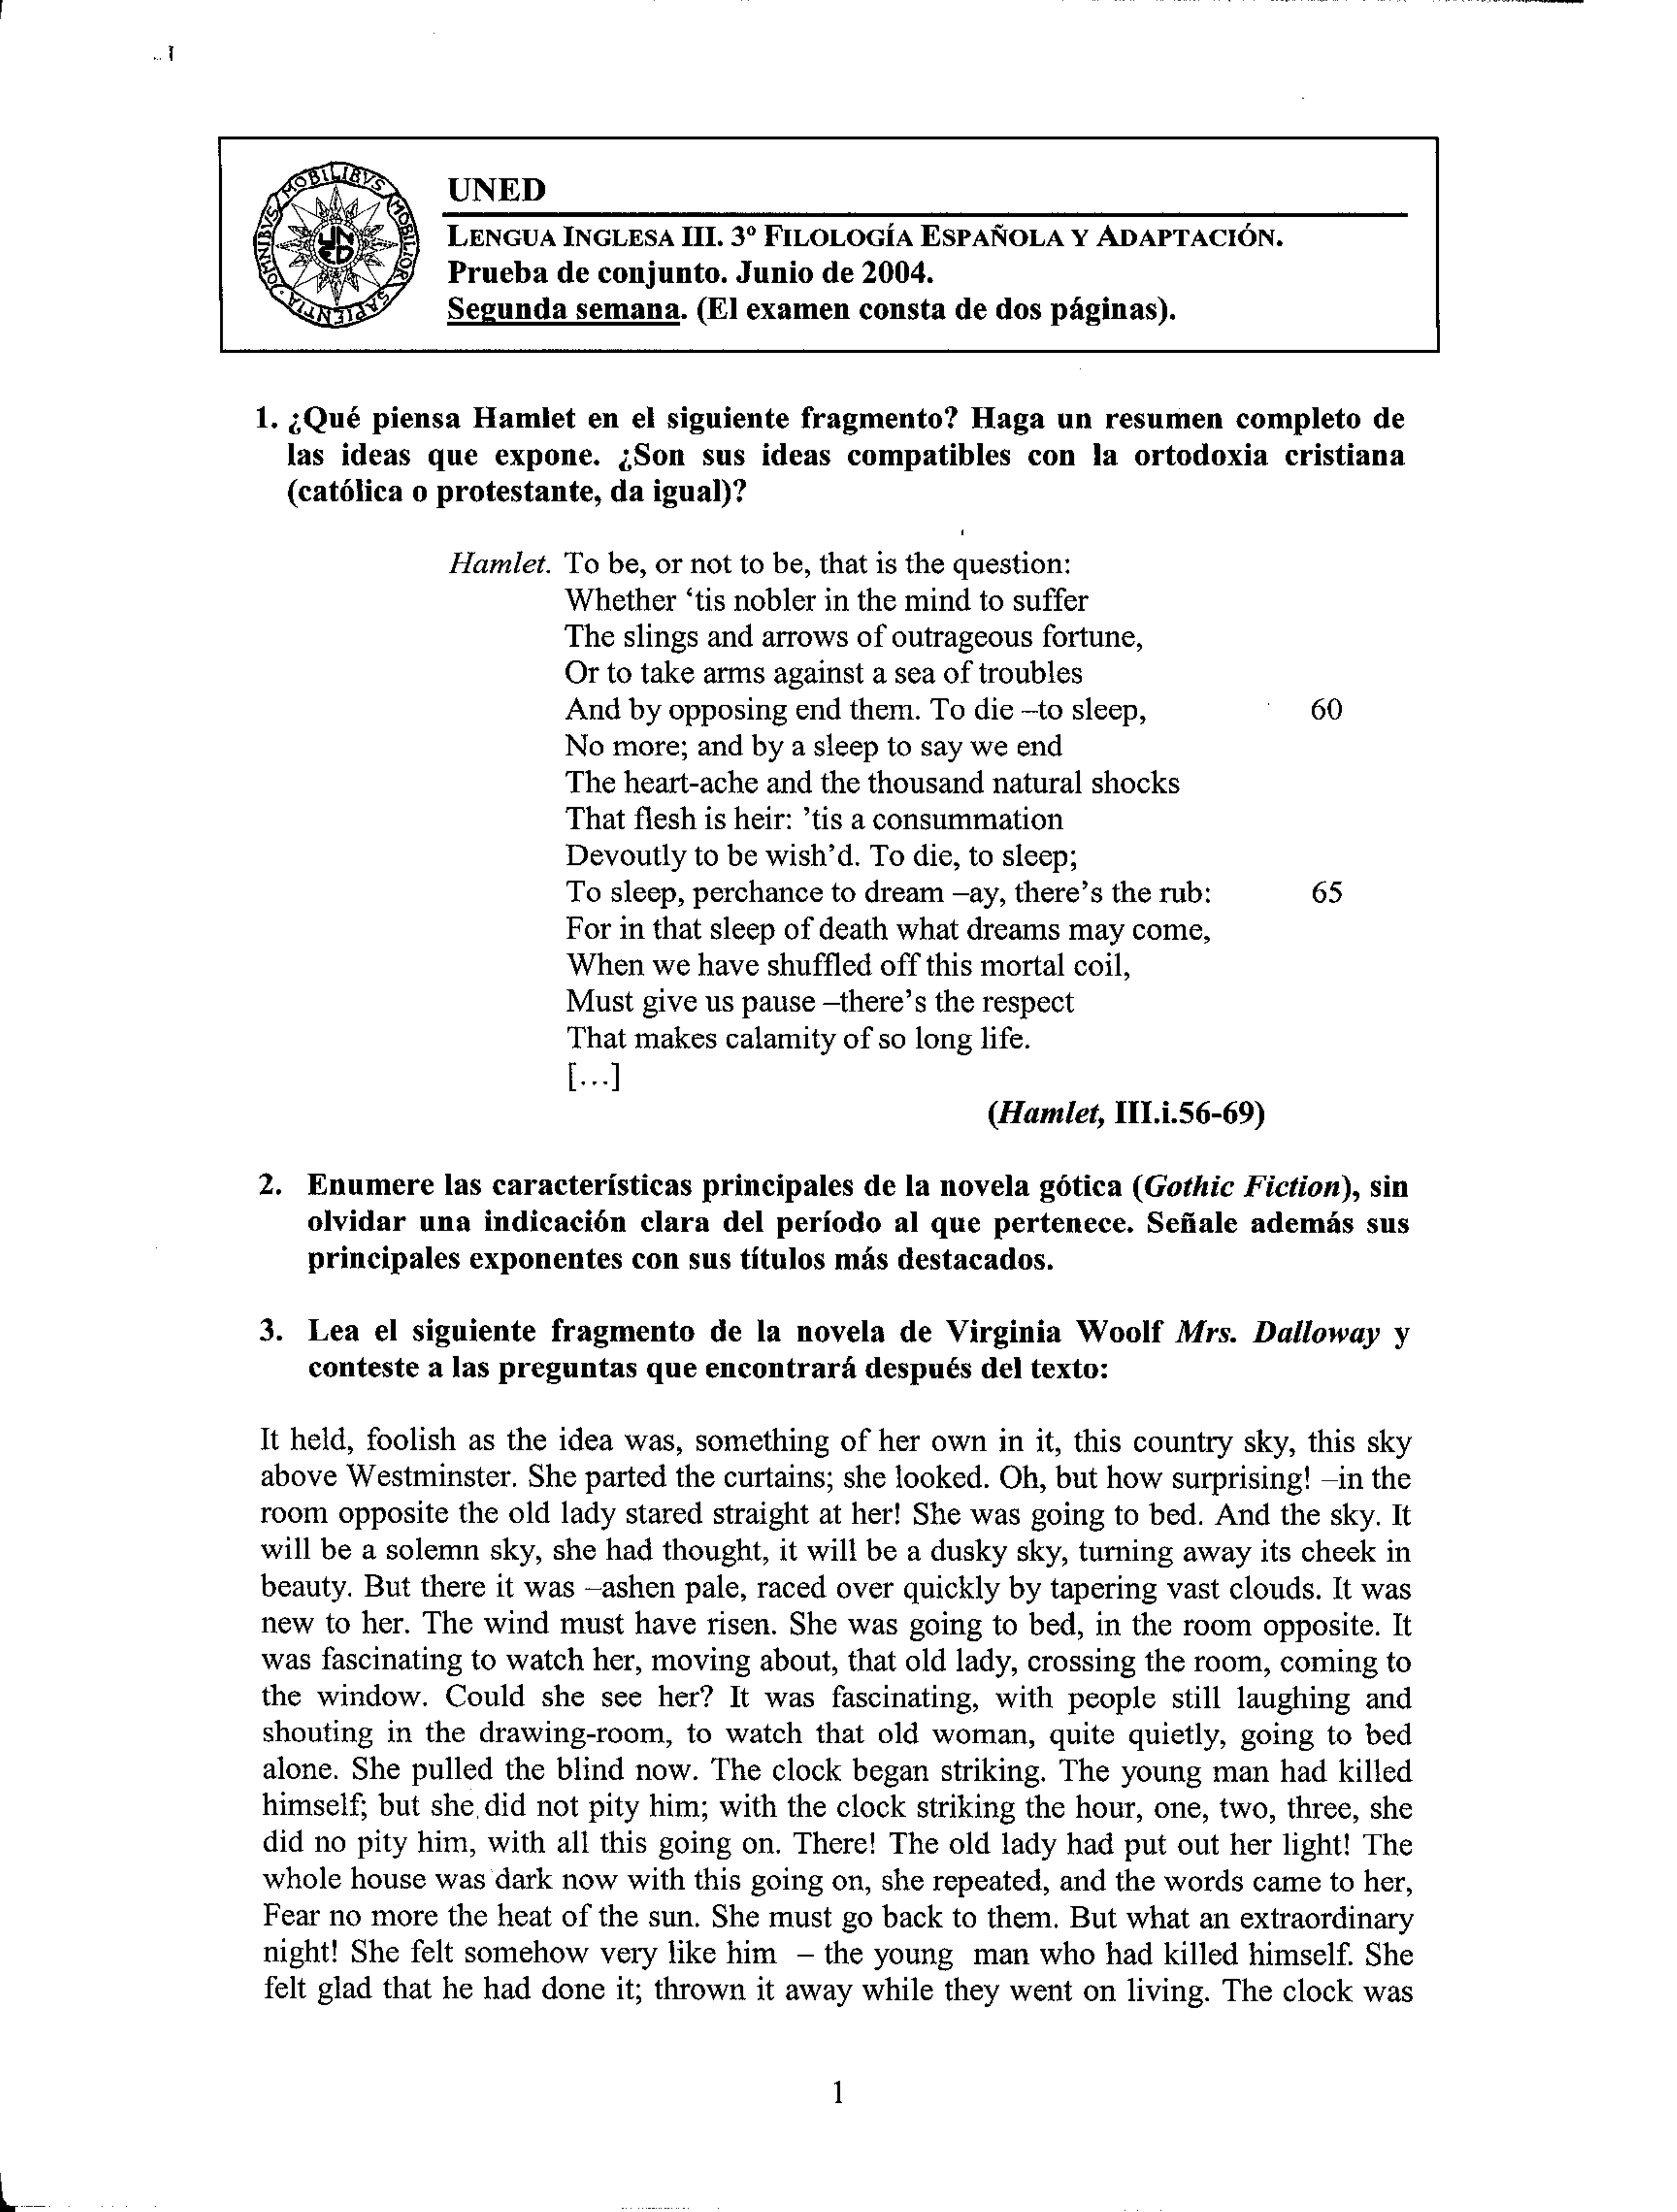 OMNIBVS MOBILIBVS MOBILIOR SAPIENTIA
UNED
UNED
LENGUA INGLESA III. 3º FILOLOGÍA ESPAÑOLA Y ADAPTACIÓN.
Prueba de conjunto. Junio de 2004.
Segunda semana. (El examen consta de dos páginas).
1. ¿Qué piensa Hamlet en el siguiente fragmento? Haga un resumen completo de
las ideas que expone. ¿Son sus ideas compatibles con la ortodoxia cristiana
(católica o protestante, da igual)?
Hamlet. To be, or not to be, that is the question:
Whether ‘tis nobler in the mind to suffer
The slings and arrows of outrageous fortune,
Or to take arms against a sea of troubles
And by opposing end them. To die –to sleep, 60
No more; and by a sleep to say we end
The heart-ache and the thousand natural shocks
That flesh is heir: ’tis a consummation
Devoutly to be wish’d. To die, to sleep;
To sleep, perchance to dream –ay, there’s the rub: 65
For in that sleep of death what dreams may come,
When we have shuffled off this mortal coil,
Must give us pause –there’s the respect
That makes calamity of so long life.
[...]
(Hamlet, III.i.56-69)
2. Enumere las características principales de la novela gótica (Gothic Fiction), sin
olvidar una indicación clara del período al que pertenece. Señale además sus
principales exponentes con sus títulos más destacados.
3. Lea el siguiente fragmento de la novela de Virginia Woolf Mrs. Dalloway y
conteste a las preguntas que encontrará después del texto:
It held, foolish as the idea was, something of her own in it, this country sky, this sky
above Westminster. She parted the curtains; she looked. Oh, but how surprising! –in the
room opposite the old lady stared straight at her! She was going to bed. And the sky. It
will be a solemn sky, she had thought, it will be a dusky sky, turning away its cheek in
beauty. But there it was –ashen pale, raced over quickly by tapering vast clouds. It was
new to her. The wind must have risen. She was going to bed, in the room opposite. It
was fascinating to watch her, moving about, that old lady, crossing the room, coming to
the window. Could she see her? It was fascinating, with people still laughing and
shouting in the drawing-room, to watch that old woman, quite quietly, going to bed
alone. She pulled the blind now. The clock began striking. The young man had killed
himself; but she did not pity him; with the clock striking the hour, one, two, three, she
did no pity him, with all this going on. There! The old lady had put out her light! The
whole house was dark now with this going on, she repeated, and the words came to her,
Fear no more the heat of the sun. She must go back to them. But what an extraordinary
night! She felt somehow very like him – the young man who had killed himself. She
felt glad that he had done it; thrown it away while they went on living. The clock was
1